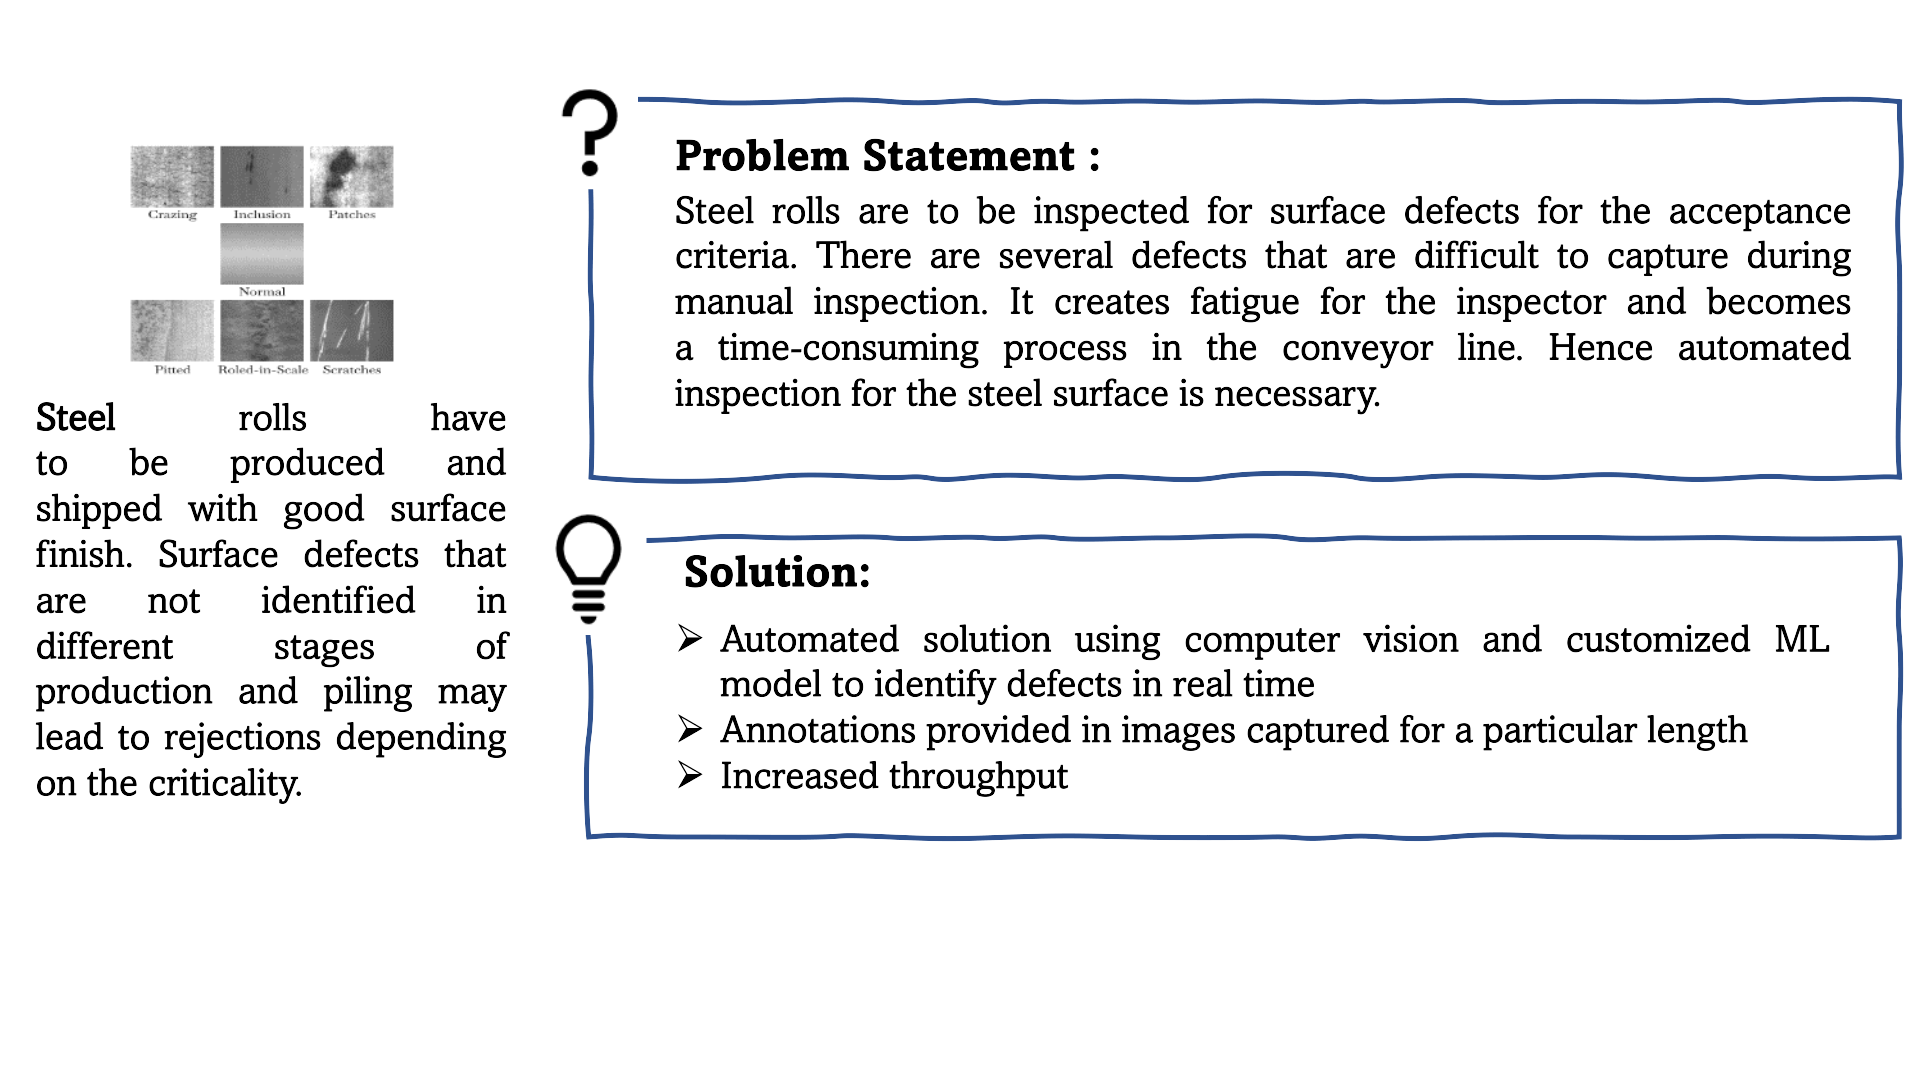 Crazing Inclusion Patches
Normal
Pitted Roled-in-Scale Scratches
Steel rolls have
to be produced and
shipped with good surface
finish. Surface defects that
are not identified in
different stages of
production and piling may
lead to rejections depending
on the criticality.
?
Problem Statement :
Steel rolls are to be inspected for surface defects for the acceptance
criteria. There are several defects that are difficult to capture during
manual inspection. It creates fatigue for the inspector and becomes
a time-consuming process in the conveyor line. Hence automated
inspection for the steel surface is necessary.
Solution:
➢ Automated solution using computer vision and customized ML
model to identify defects in real time
➢ Annotations provided in images captured for a particular length
➢ Increased throughput